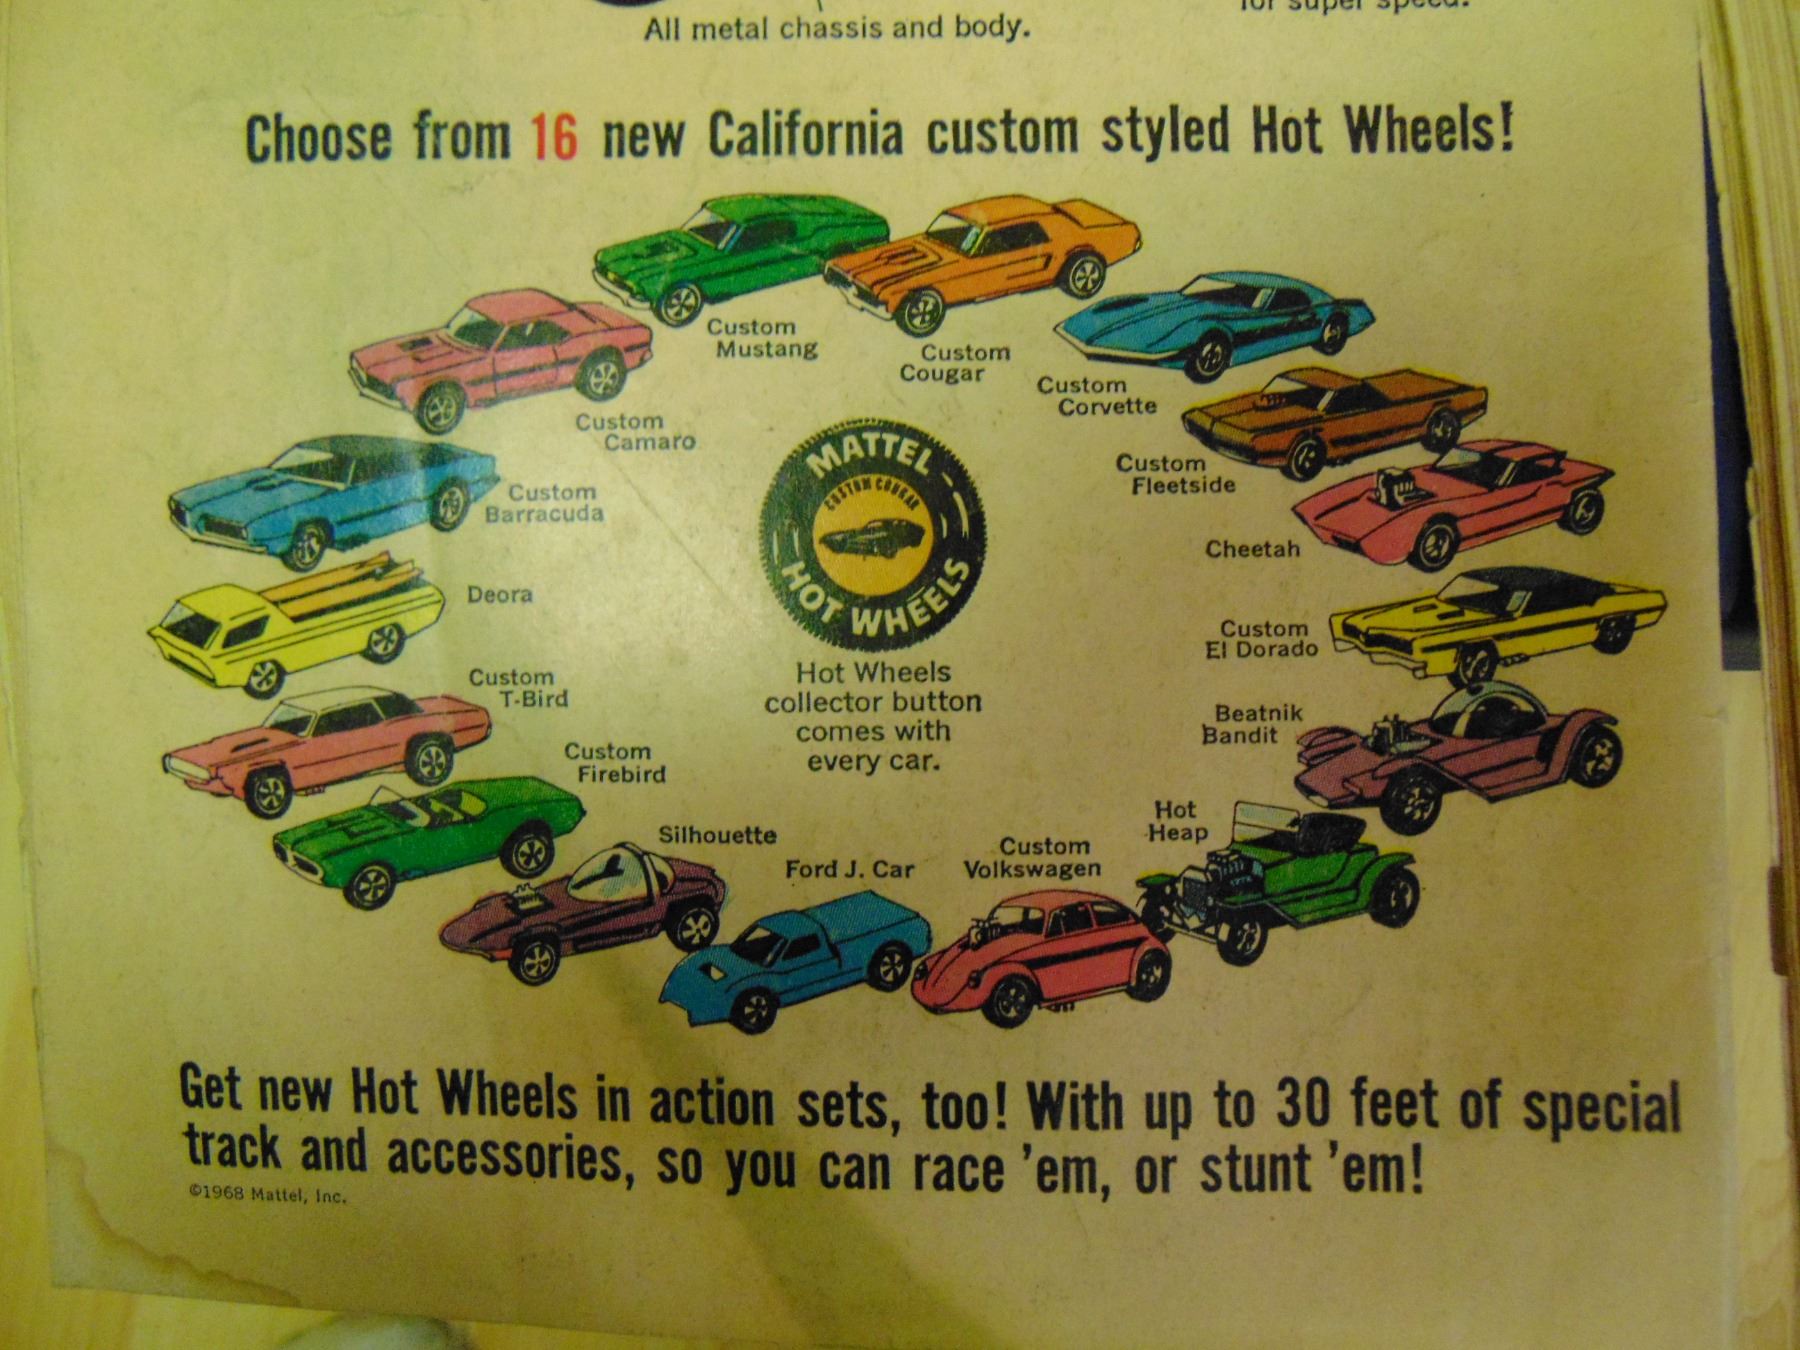 for super speed.
All metal chassis and body.
Choose from 16 new California custom styled Hot Wheels!
Custom
Mustang
Custom
Cougar
Custom
Corvette
Custom
Camaro
Custom
Fleetside
Custom
Barracuda
Cheetah
Deora
Custom
El Dorado
Custom
T-Bird
Beatnik
Bandit
Custom
Firebird
Hot
Heap
Silhouette
Ford J. Car
Custom
Volkswagen
MATTEL
CUSTOM COUGAR
HOT WHEELS
Hot Wheels
collector button
comes with
every car.
Get new Hot Wheels in action sets, too! With up to 30 feet of special
track and accessories, so you can race 'em, or stunt 'em!
©1968 Mattel, Inc.